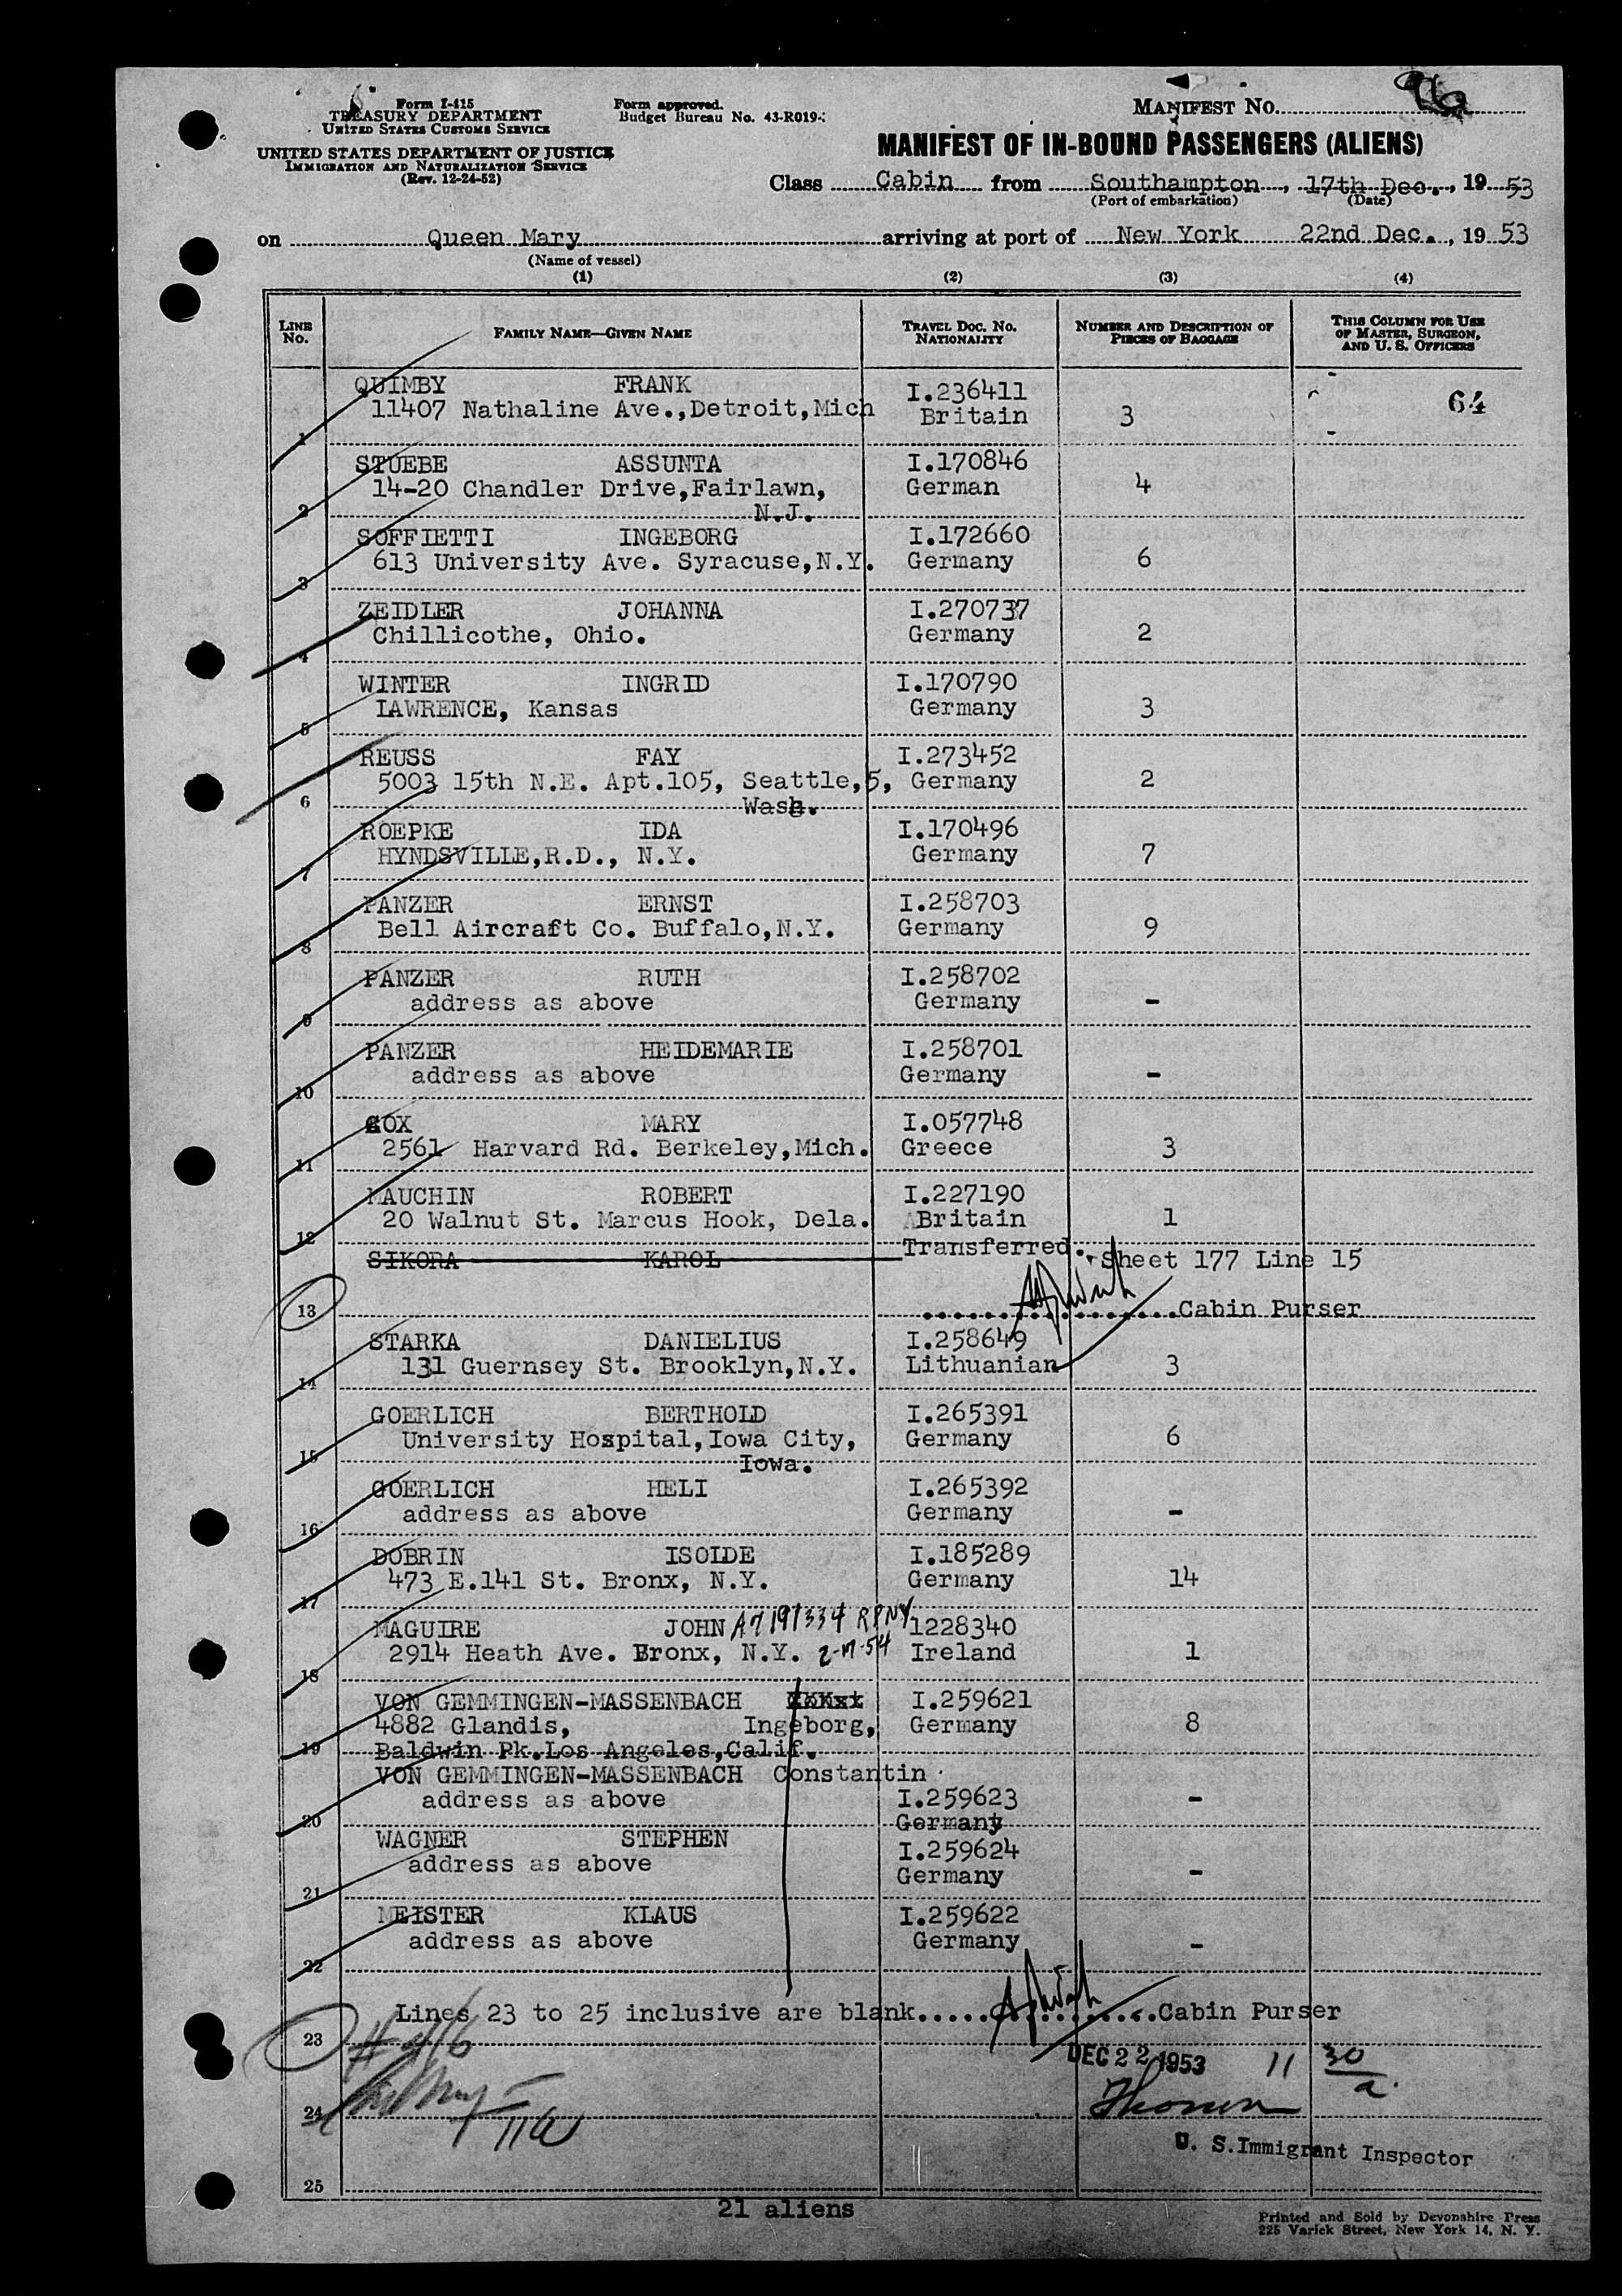 Form I-415
TREASURY DEPARTMENT
UNITED STATES CUSTOMS SERVICE
UNITED STATES DEPARTMENT OF JUSTICE
IMMIGRATION AND NATURALIZATION SERVICE
(Rev. 12-24-52)
Form approved.
Budget Bureau No. 43-R019-
MANIFEST No.
MANIFEST OF IN-BOUND PASSENGERS (ALIENS)
Class Cabin from Southampton, 17th Dec., 19 53
(Port of embarkation) (Date)
on Queen Mary arriving at port of New York 22nd Dec., 19 53
(Name of vessel)
(1) (2) (3) (4)
LINE No. FAMILY NAME—GIVEN NAME TRAVEL DOC. NO. NATIONALITY NUMBER AND DESCRIPTION OF PIECES OF BAGGAGE THIS COLUMN FOR USE OF MASTER, SURGEON, AND U. S. OFFICERS
QUIMBY FRANK I.236411 64
1 11407 Nathaline Ave.,Detroit,Mich Britain 3
STUEBE ASSUNTA I.170846
2 14-20 Chandler Drive,Fairlawn, German 4
N.J.
SOFFIETTI INGEBORG I.172660
3 613 University Ave. Syracuse,N.Y. Germany 6
ZEIDLER JOHANNA I.270737
4 Chillicothe, Ohio. Germany 2
WINTER INGRID I.170790
5 LAWRENCE, Kansas Germany 3
REUSS FAY I.273452
6 5003 15th N.E. Apt.105, Seattle,5, Germany 2
Wash.
ROEPKE IDA I.170496
7 HYNDSVILLE,R.D., N.Y. Germany 7
PANZER ERNST I.258703
8 Bell Aircraft Co. Buffalo,N.Y. Germany 9
PANZER RUTH I.258702
9 address as above Germany -
PANZER HEIDEMARIE I.258701
10 address as above Germany -
COX MARY I.057748
11 2561 Harvard Rd. Berkeley,Mich. Greece 3
MAUCHIN ROBERT I.227190
12 20 Walnut St. Marcus Hook, Dela. Britain 1
SIKORA KAROL Transferred. Sheet 177 Line 15
13 Cabin Purser
STARKA DANIELIUS I.258649
14 131 Guernsey St. Brooklyn,N.Y. Lithuanian 3
GOERLICH BERTHOLD I.265391
15 University Hospital,Iowa City, Germany 6
Iowa.
GOERLICH HELI I.265392
16 address as above Germany -
DOBRIN ISOLDE I.185289
17 473 E.141 St. Bronx, N.Y. Germany 14
MAGUIRE JOHN A7 197334 RPNY 1228340
18 2914 Heath Ave. Bronx, N.Y. 2-17-54 Ireland 1
VON GEMMINGEN-MASSENBACH I.259621
4882 Glandis, Ingeborg, Germany 8
19 Baldwin Pk.Los Angeles,Calif.
VON GEMMINGEN-MASSENBACH Constantin
address as above I.259623 -
20 Germany
WAGNER STEPHEN I.259624
21 address as above Germany -
MEISTER KLAUS I.259622
22 address as above Germany -
Lines 23 to 25 inclusive are blank..... Cabin Purser
23
DEC 22 1953 11 30 a.
24
U. S. Immigrant Inspector
25
21 aliens
Printed and Sold by Devonshire Press
225 Varick Street, New York 14, N. Y.